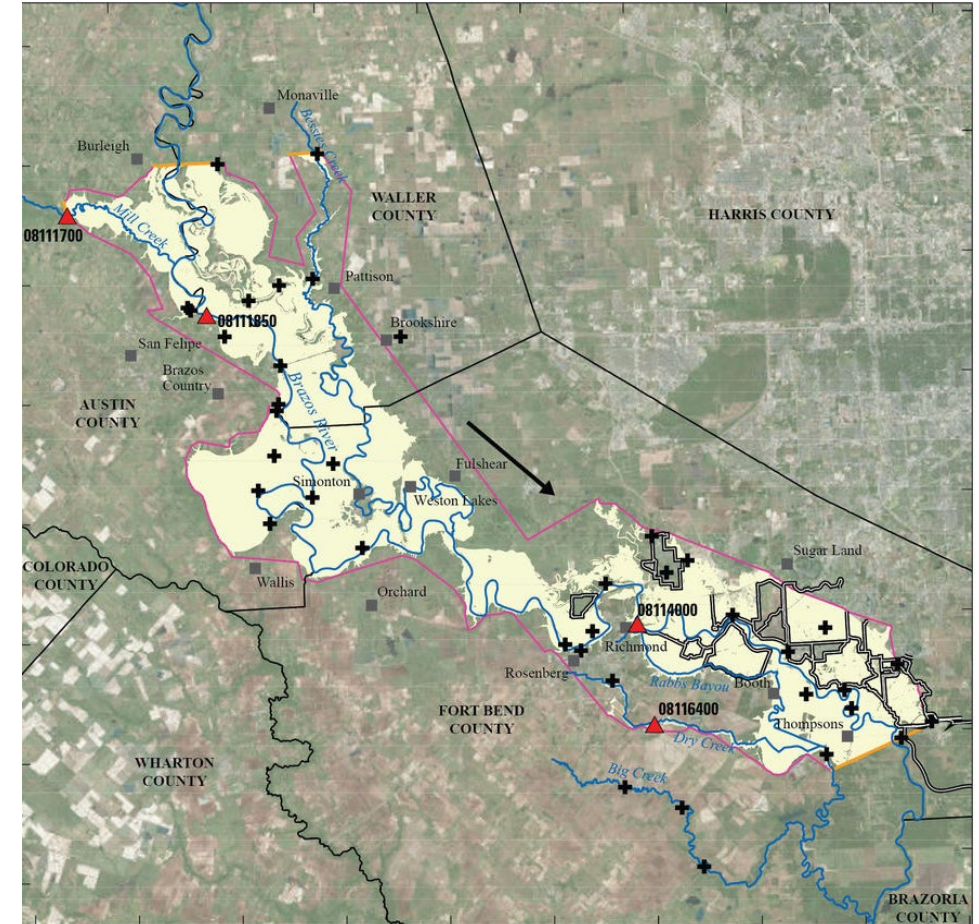 Monaville
Bessies Creek
Burleigh
WALLER
COUNTY
HARRIS COUNTY
Mill Creek
08111700
Pattison
08111850
Brookshire
San Felipe
Brazos
Country
Brazos River
AUSTIN
COUNTY
Fulshear
Simonton
Weston Lakes
Sugar Land
COLORADO
COUNTY
Wallis
Orchard
08114000
Richmond
Rosenberg
Rabbs Bayou
Booth
08116400
FORT BEND
COUNTY
Thompsons
Dry Creek
WHARTON
COUNTY
Big Creek
BRAZORIA
COUNTY